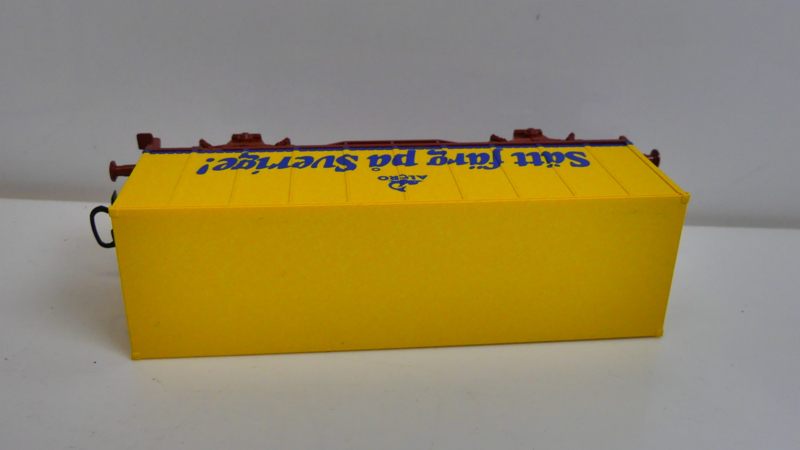 Sätt färg på Sverige!
ALCRO